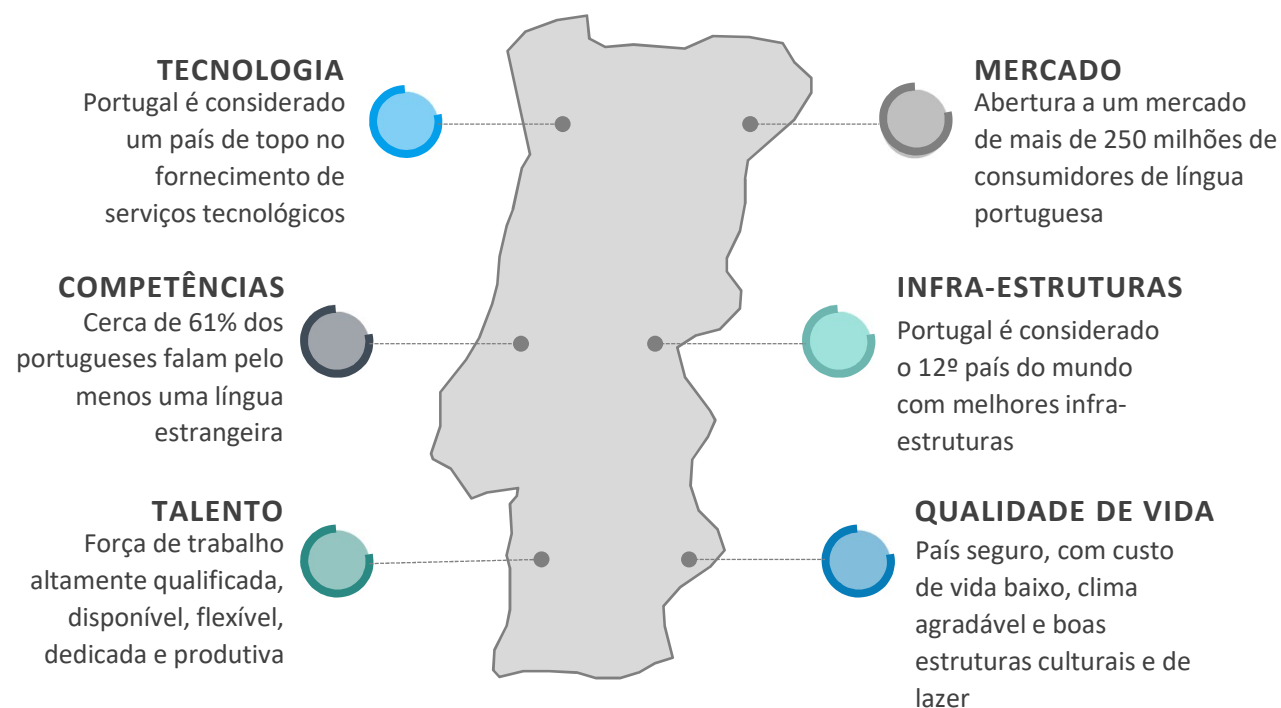 TECNOLOGIA
Portugal é considerado
um país de topo no
fornecimento de
serviços tecnológicos
MERCADO
Abertura a um mercado
de mais de 250 milhões de
consumidores de língua
portuguesa
COMPETÊNCIAS
Cerca de 61% dos
portugueses falam pelo
menos uma língua
estrangeira
INFRA-ESTRUTURAS
Portugal é considerado
o 12º país do mundo
com melhores infra-
estruturas
TALENTO
Força de trabalho
altamente qualificada,
disponível, flexível,
dedicada e produtiva
QUALIDADE DE VIDA
País seguro, com custo
de vida baixo, clima
agradável e boas
estruturas culturais e de
lazer